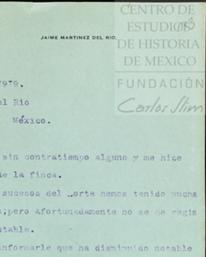 CENTRO DE
ESTUDIOS
DE HISTORIA
DE MEXICO
FUNDACIÓN
Carlos Slim
JAIME MARTINEZ DEL RIO.
el Rio
México.
sin contratiempo alguno y me hice
de la finca.
sucesos del Norte hemos tenido mucha
;pero afortunadamente no se ha regis
table.
nformarle que ha disminuido notable